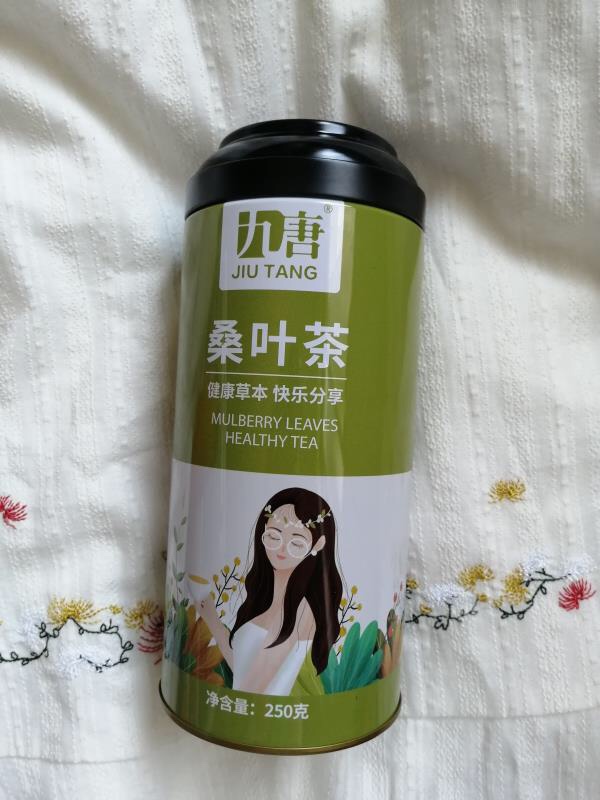 九唐®
JIU TANG
桑叶茶
健康草本 快乐分享
MULBERRY LEAVES
HEALTHY TEA
净含量：250克